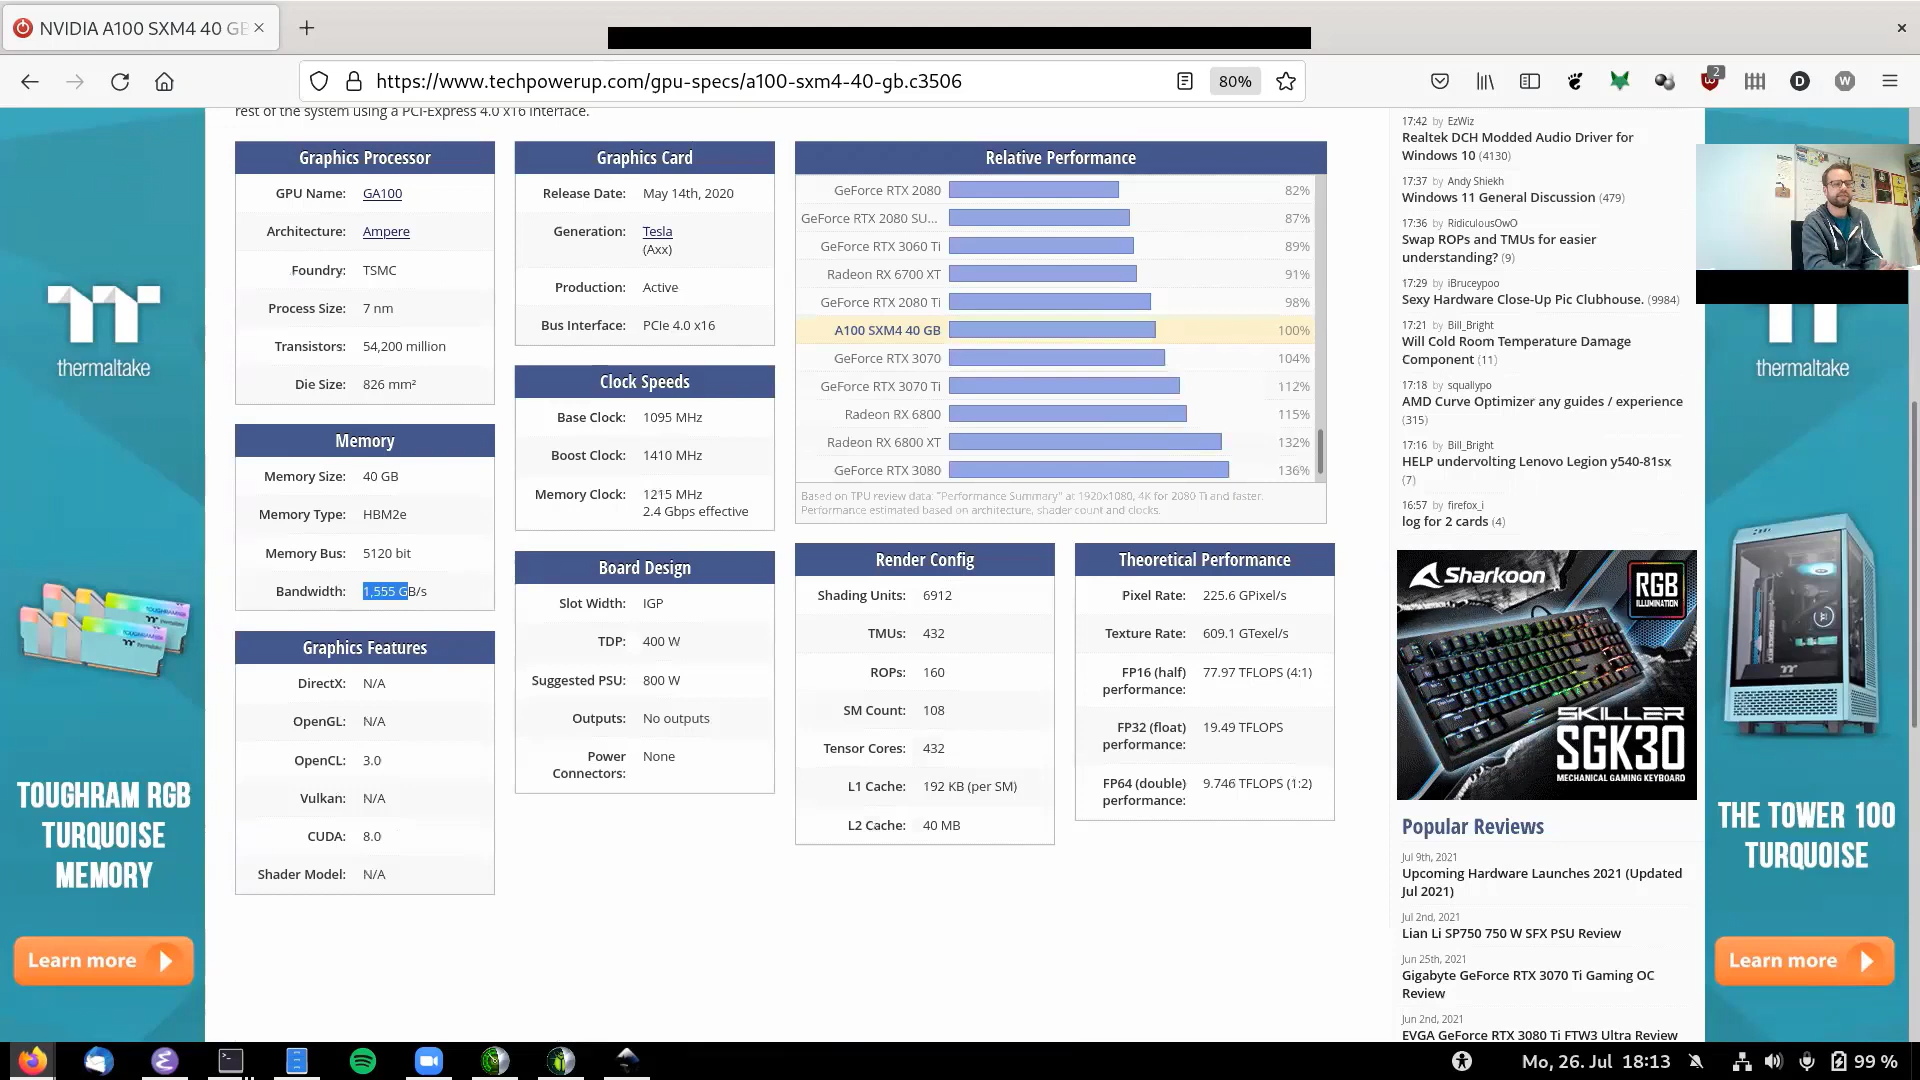 NVIDIA A100 SXM4 40 GB
https://www.techpowerup.com/gpu-specs/a100-sxm4-40-gb.c3506
80%
2
D
W
rest of the system using a PCI-Express 4.0 x16 interface.
Graphics Processor
GPU Name: GA100
Architecture: Ampere
Foundry: TSMC
Process Size: 7 nm
Transistors: 54,200 million
Die Size: 826 mm²
Memory
Memory Size: 40 GB
Memory Type: HBM2e
Memory Bus: 5120 bit
Bandwidth: 1,555 GB/s
Graphics Features
DirectX: N/A
OpenGL: N/A
OpenCL: 3.0
Vulkan: N/A
CUDA: 8.0
Shader Model: N/A
Graphics Card
Release Date: May 14th, 2020
Generation: Tesla
(Axx)
Production: Active
Bus Interface: PCIe 4.0 x16
Clock Speeds
Base Clock: 1095 MHz
Boost Clock: 1410 MHz
Memory Clock: 1215 MHz
2.4 Gbps effective
Board Design
Slot Width: IGP
TDP: 400 W
Suggested PSU: 800 W
Outputs: No outputs
Power
Connectors: None
Relative Performance
GeForce RTX 2080 82%
GeForce RTX 2080 SU... 87%
GeForce RTX 3060 Ti 89%
Radeon RX 6700 XT 91%
GeForce RTX 2080 Ti 98%
A100 SXM4 40 GB 100%
GeForce RTX 3070 104%
GeForce RTX 3070 Ti 112%
Radeon RX 6800 115%
Radeon RX 6800 XT 132%
GeForce RTX 3080 136%
Based on TPU review data: "Performance Summary" at 1920x1080, 4K for 2080 Ti and faster.
Performance estimated based on architecture, shader count and clocks.
Render Config
Shading Units: 6912
TMUs: 432
ROPs: 160
SM Count: 108
Tensor Cores: 432
L1 Cache: 192 KB (per SM)
L2 Cache: 40 MB
Theoretical Performance
Pixel Rate: 225.6 GPixel/s
Texture Rate: 609.1 GTexel/s
FP16 (half)
performance: 77.97 TFLOPS (4:1)
FP32 (float)
performance: 19.49 TFLOPS
FP64 (double)
performance: 9.746 TFLOPS (1:2)
17:42 by EzWiz
Realtek DCH Modded Audio Driver for
Windows 10 (4130)
17:37 by Andy Shiekh
Windows 11 General Discussion (479)
17:36 by RidiculousOwO
Swap ROPs and TMUs for easier
understanding? (9)
17:29 by iBruceypoo
Sexy Hardware Close-Up Pic Clubhouse. (9984)
17:21 by Bill_Bright
Will Cold Room Temperature Damage
Component (11)
17:18 by squallypo
AMD Curve Optimizer any guides / experience
(315)
17:16 by Bill_Bright
HELP undervolting Lenovo Legion y540-81sx
(7)
16:57 by firefox_i
log for 2 cards (4)
Sharkoon
RGB
ILLUMINATION
SKILLER
SGK30
MECHANICAL GAMING KEYBOARD
Popular Reviews
Jul 9th, 2021
Upcoming Hardware Launches 2021 (Updated
Jul 2021)
Jul 2nd, 2021
Lian Li SP750 750 W SFX PSU Review
Jun 25th, 2021
Gigabyte GeForce RTX 3070 Ti Gaming OC
Review
Jun 2nd, 2021
EVGA GeForce RTX 3080 Ti FTW3 Ultra Review
thermaltake
TOUGHRAM RGB
TURQUOISE
MEMORY
Learn more
thermaltake
THE TOWER 100
TURQUOISE
Learn more
Mo, 26. Jul 18:13
99 %